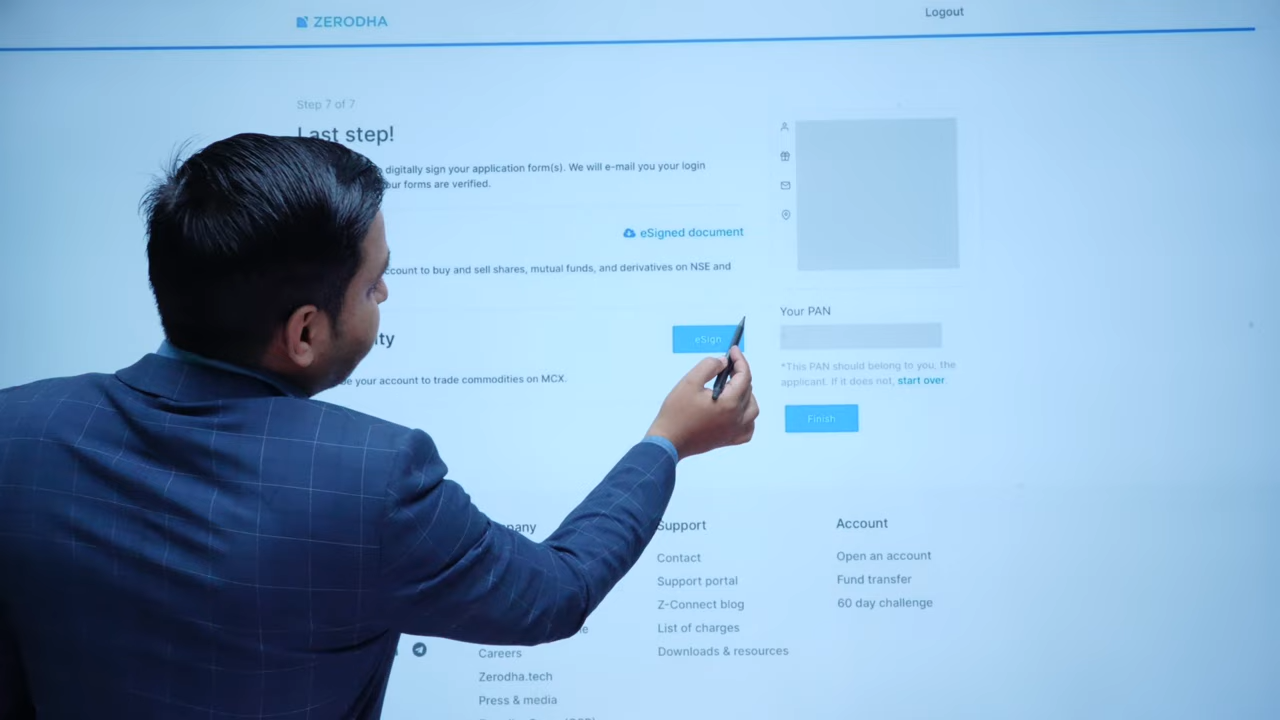 ZERODHA
Logout
Step 7 of 7
Last step!
digitally sign your application form(s). We will e-mail you your login
forms are verified.
eSigned document
to buy and sell shares, mutual funds, and derivatives on NSE and
eSign
your account to trade commodities on MCX.
Your PAN
*This PAN should belong to you, the
applicant. If it does not, start over.
Finish
Support
Contact
Support portal
Z-Connect blog
List of charges
Downloads & resources
Account
Open an account
Fund transfer
60 day challenge
Careers
Zerodha.tech
Press & media